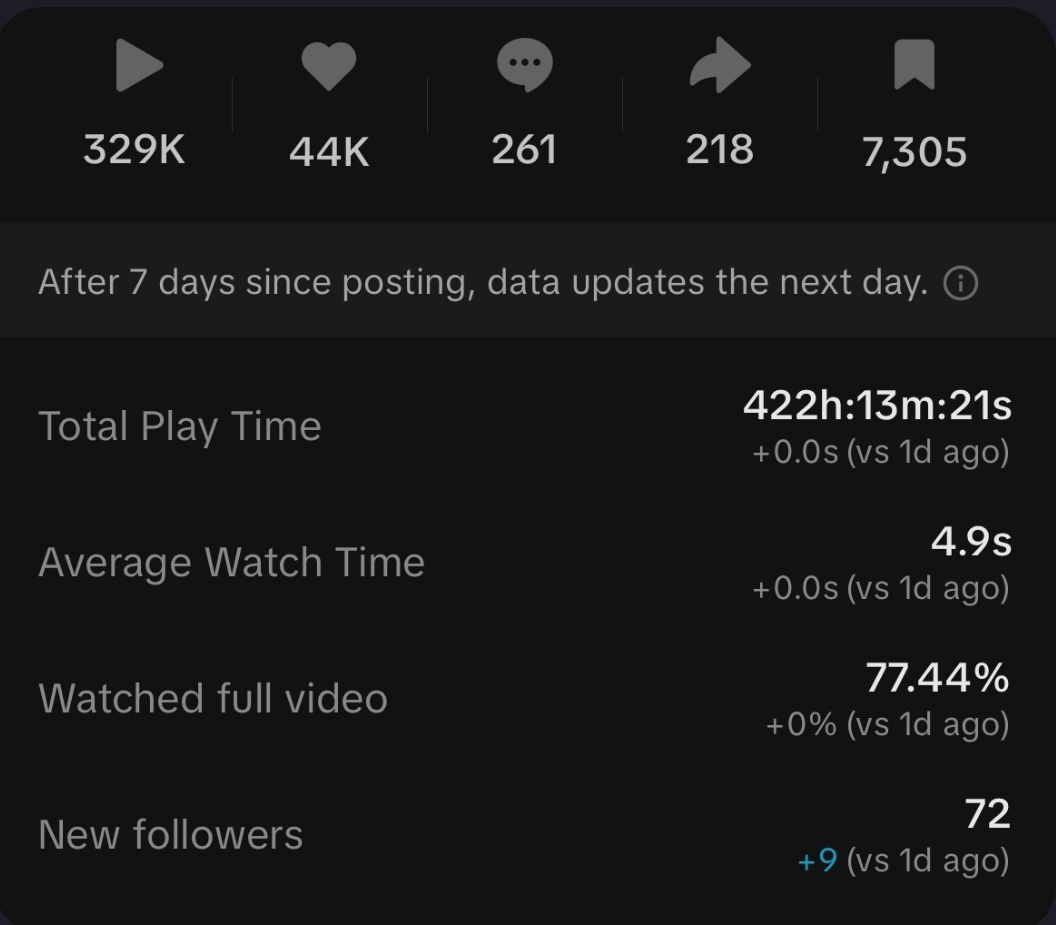 329K
44K
261
218
7,305
After 7 days since posting, data updates the next day.
Total Play Time
422h:13m:21s
+0.0s (vs 1d ago)
Average Watch Time
4.9s
+0.0s (vs 1d ago)
Watched full video
77.44%
+0% (vs 1d ago)
New followers
72
+9 (vs 1d ago)